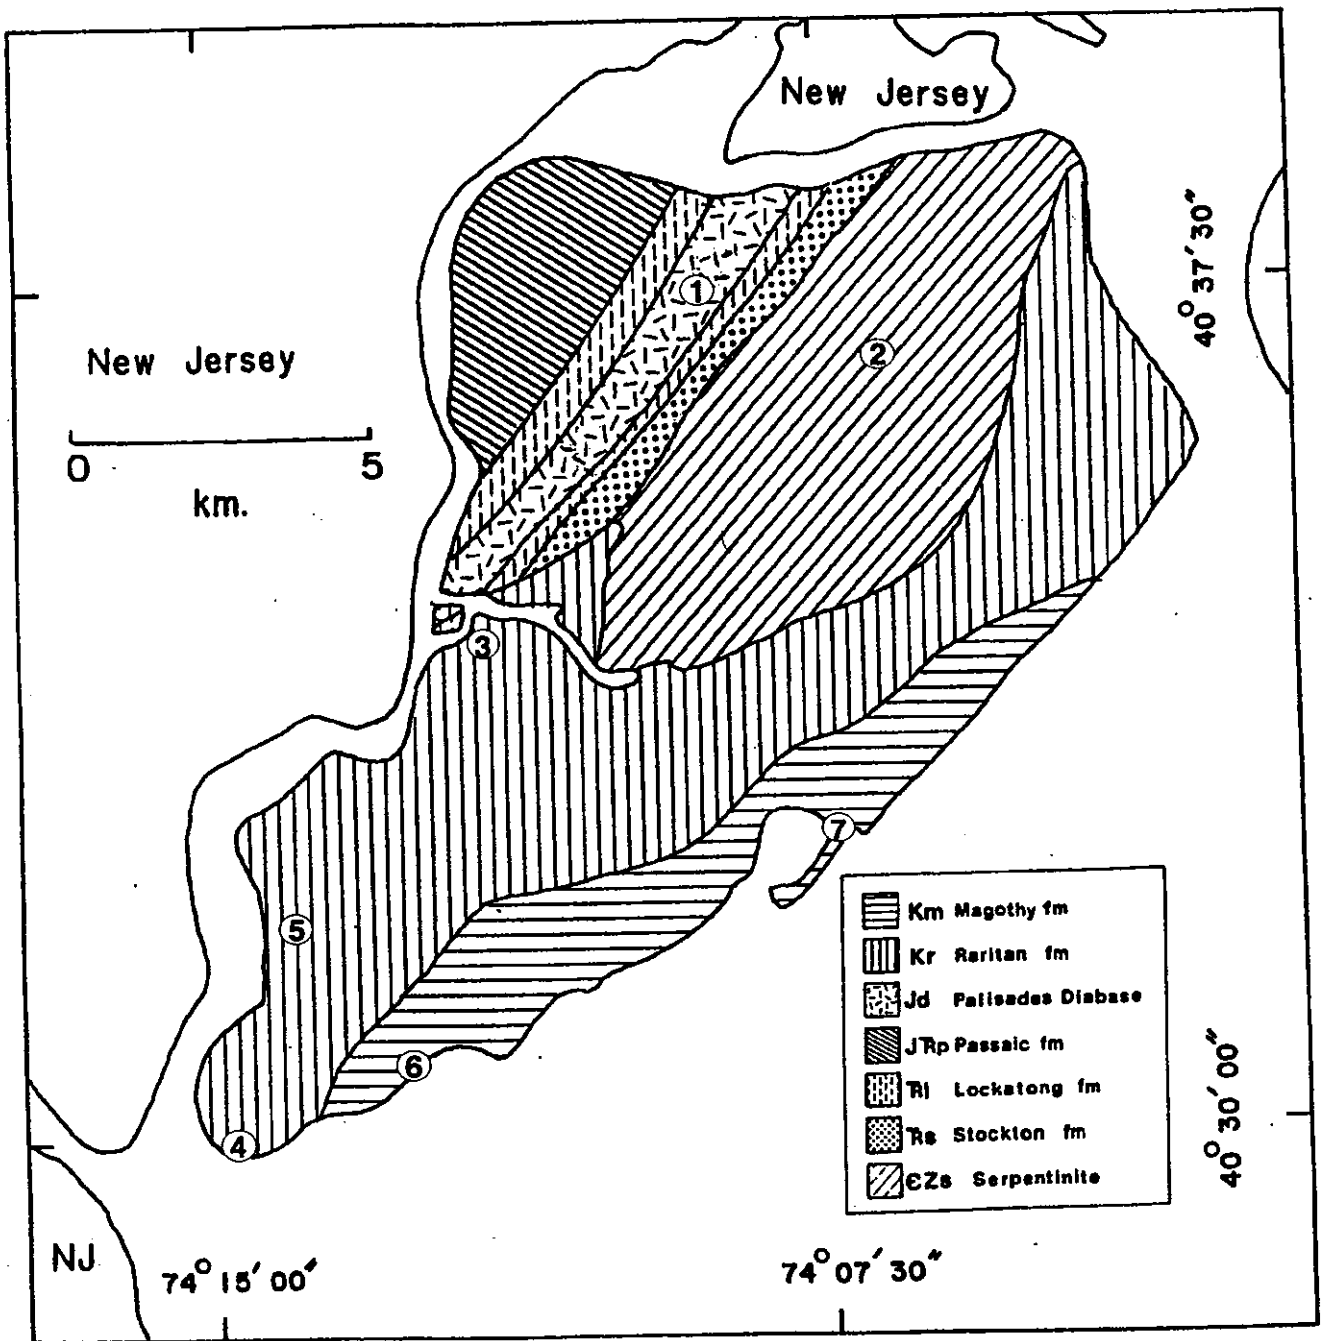 New Jersey
40° 37' 30"
1
2
New Jersey
0 5
km.
3
7
5
Km Magothy fm
Kr Raritan fm
Jd Palisades Diabase
JTRp Passaic fm
TRl Lockatong fm
TRs Stockton fm
ЄZs Serpentinite
6
4
40° 30' 00"
NJ
74° 15' 00"
74° 07' 30"